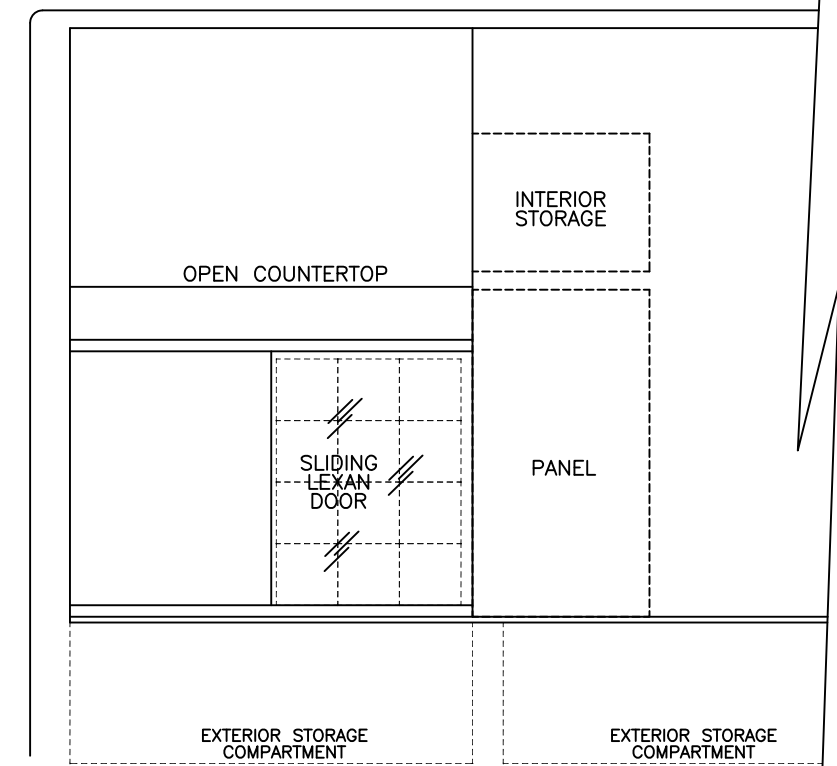 INTERIOR
STORAGE
OPEN COUNTERTOP
SLIDING
LEXAN
DOOR
PANEL
EXTERIOR STORAGE
COMPARTMENT
EXTERIOR STORAGE
COMPARTMENT